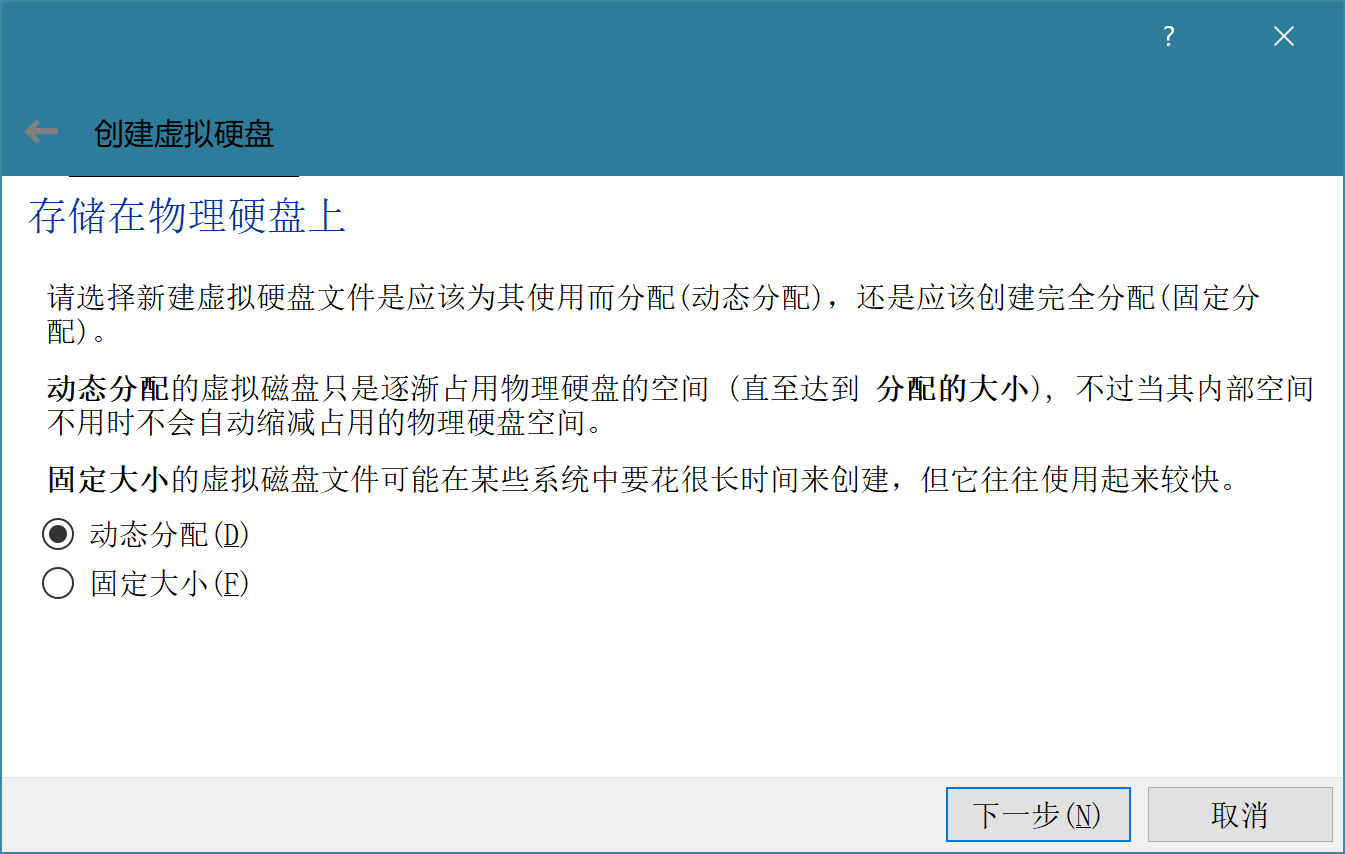 ?
创建虚拟硬盘
存储在物理硬盘上
请选择新建虚拟硬盘文件是应该为其使用而分配(动态分配)，还是应该创建完全分配(固定分
配)。
动态分配的虚拟磁盘只是逐渐占用物理硬盘的空间 (直至达到 分配的大小)， 不过当其内部空间
不用时不会自动缩减占用的物理硬盘空间。
固定大小的虚拟磁盘文件可能在某些系统中要花很长时间来创建，但它往往使用起来较快。
动态分配(D)
固定大小(F)
下一步(N)
取消